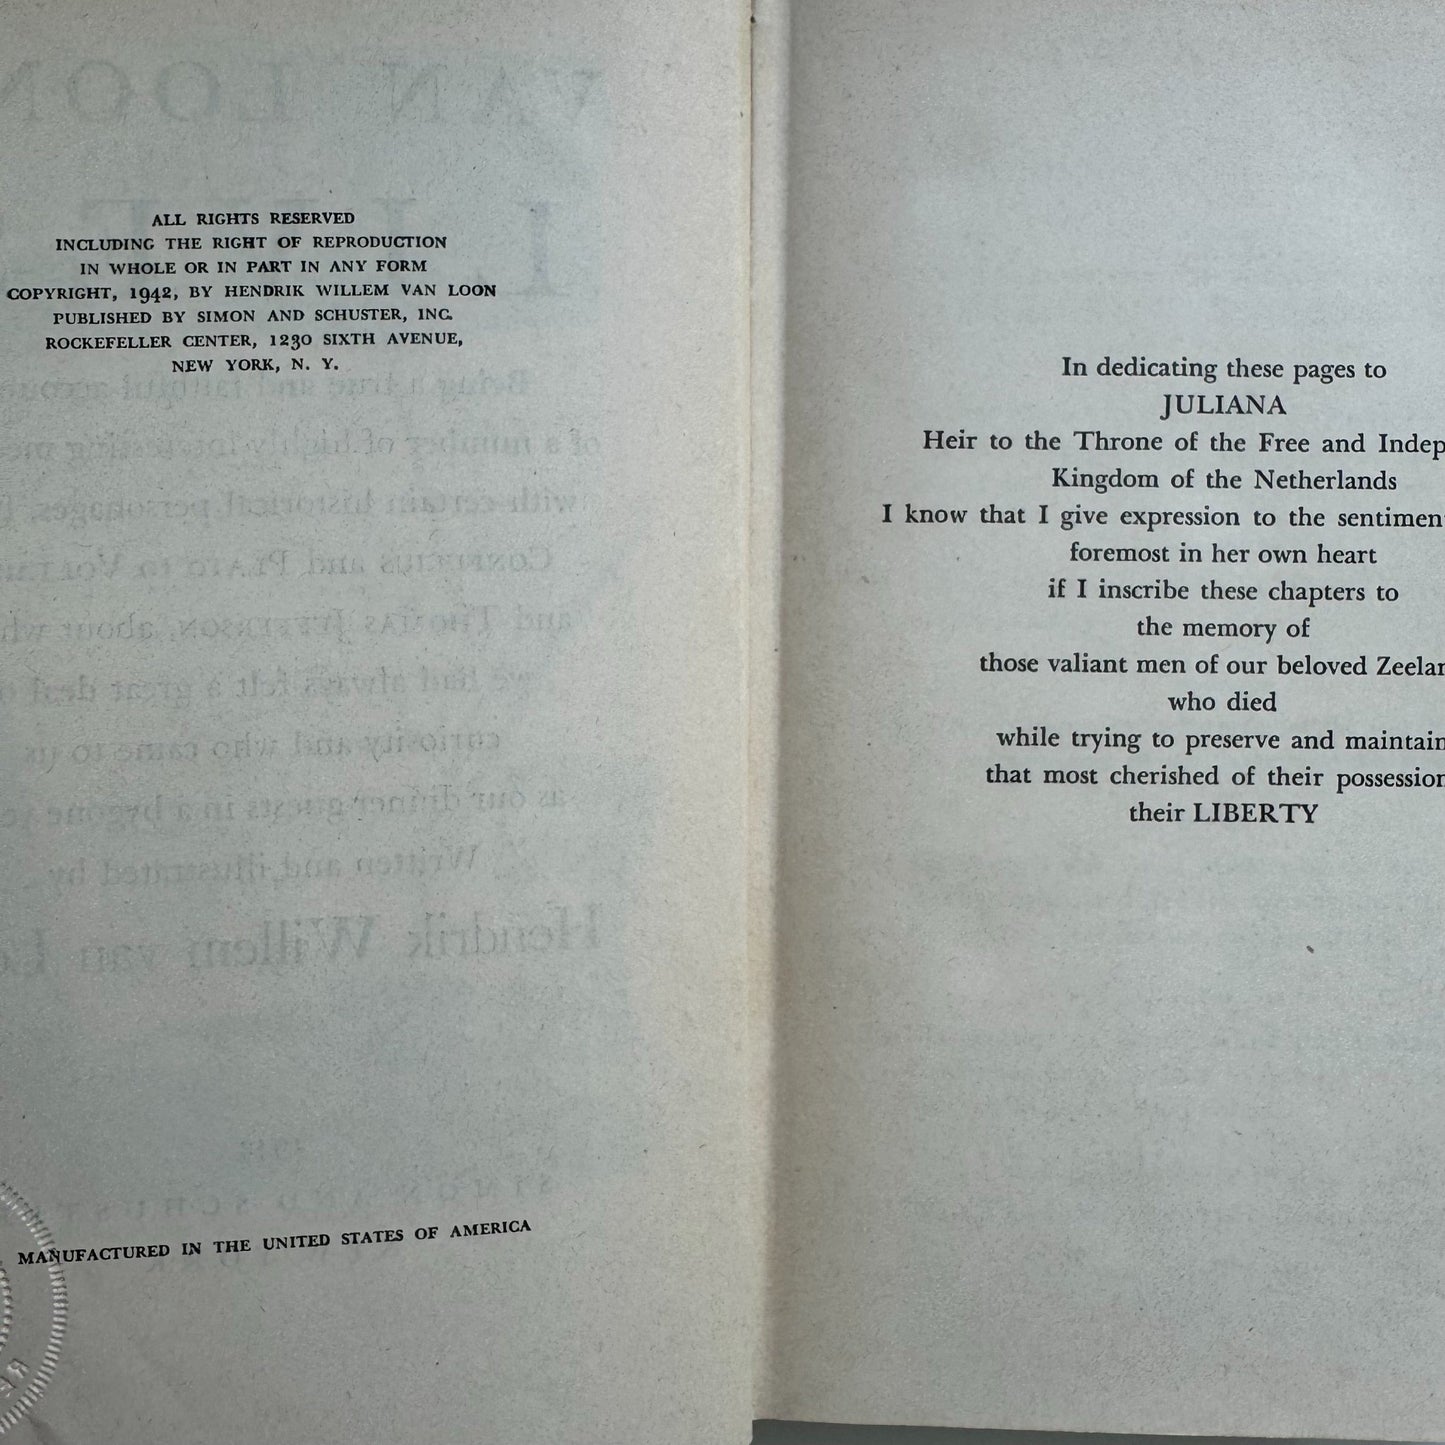 ALL RIGHTS RESERVED
INCLUDING THE RIGHT OF REPRODUCTION
IN WHOLE OR IN PART IN ANY FORM
COPYRIGHT, 1942, BY HENDRIK WILLEM VAN LOON
PUBLISHED BY SIMON AND SCHUSTER, INC.
ROCKEFELLER CENTER, 1230 SIXTH AVENUE,
NEW YORK, N. Y.
MANUFACTURED IN THE UNITED STATES OF AMERICA
In dedicating these pages to
JULIANA
Heir to the Throne of the Free and Indep
Kingdom of the Netherlands
I know that I give expression to the sentimen
foremost in her own heart
if I inscribe these chapters to
the memory of
those valiant men of our beloved Zeelan
who died
while trying to preserve and maintain
that most cherished of their possession
their LIBERTY